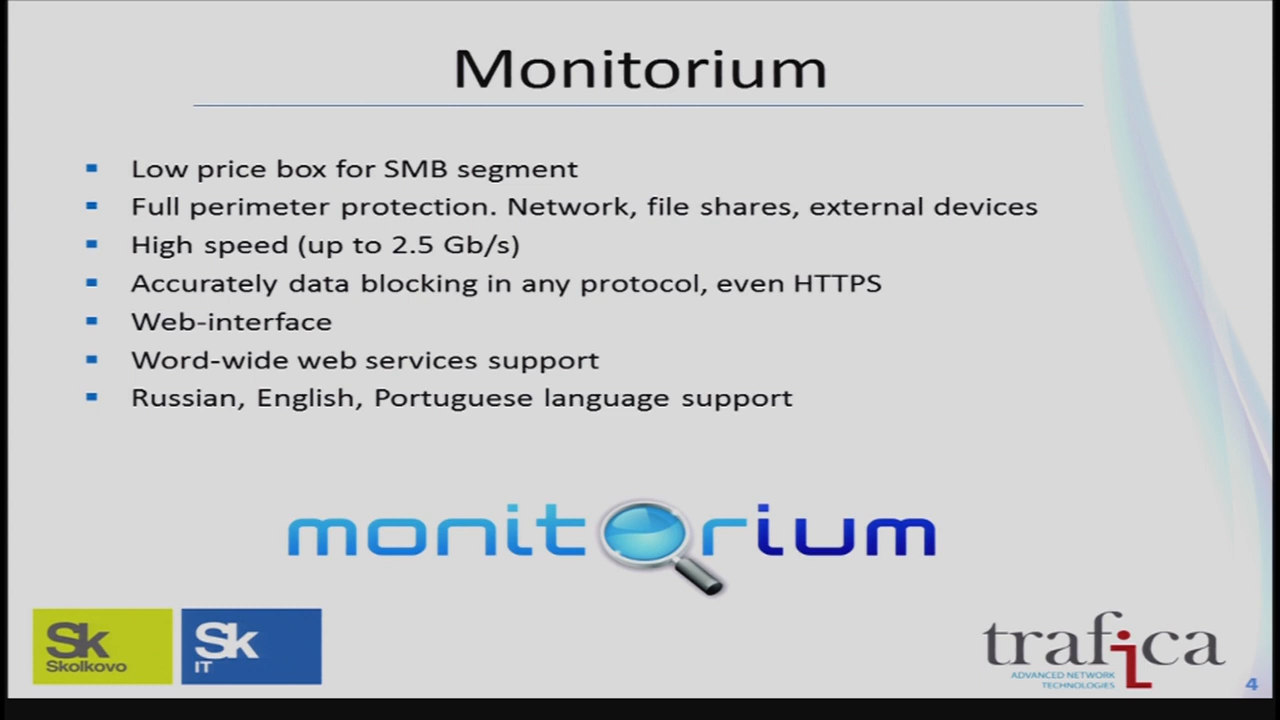 Monitorium
Low price box for SMB segment
Full perimeter protection. Network, file shares, external devices
High speed (up to 2.5 Gb/s)
Accurately data blocking in any protocol, even HTTPS
Web-interface
Word-wide web services support
Russian, English, Portuguese language support
monitorium
Sk
Skolkovo
Sk
IT
trafica
ADVANCED NETWORK
TECHNOLOGIES
4